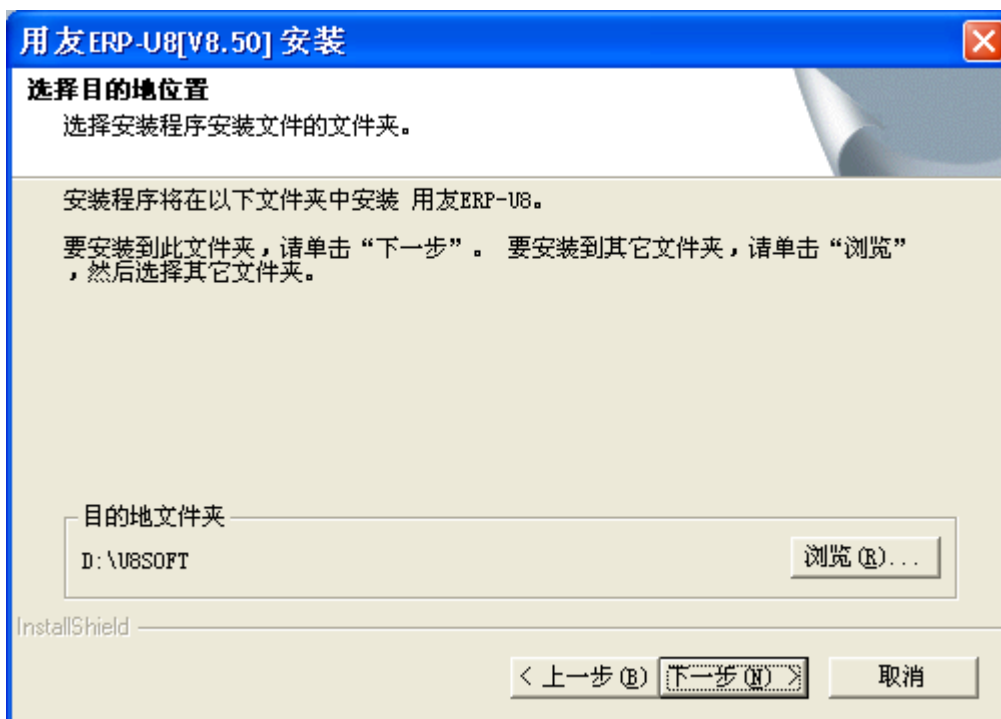 用友ERP-U8[V8.50] 安装
选择目的地位置
选择安装程序安装文件的文件夹。
安装程序将在以下文件夹中安装 用友ERP-U8。
要安装到此文件夹，请单击“下一步”。 要安装到其它文件夹，请单击“浏览”
，然后选择其它文件夹。
目的地文件夹
D:\U8SOFT
浏览(R)...
InstallShield
< 上一步(B) 下一步(N) > 取消